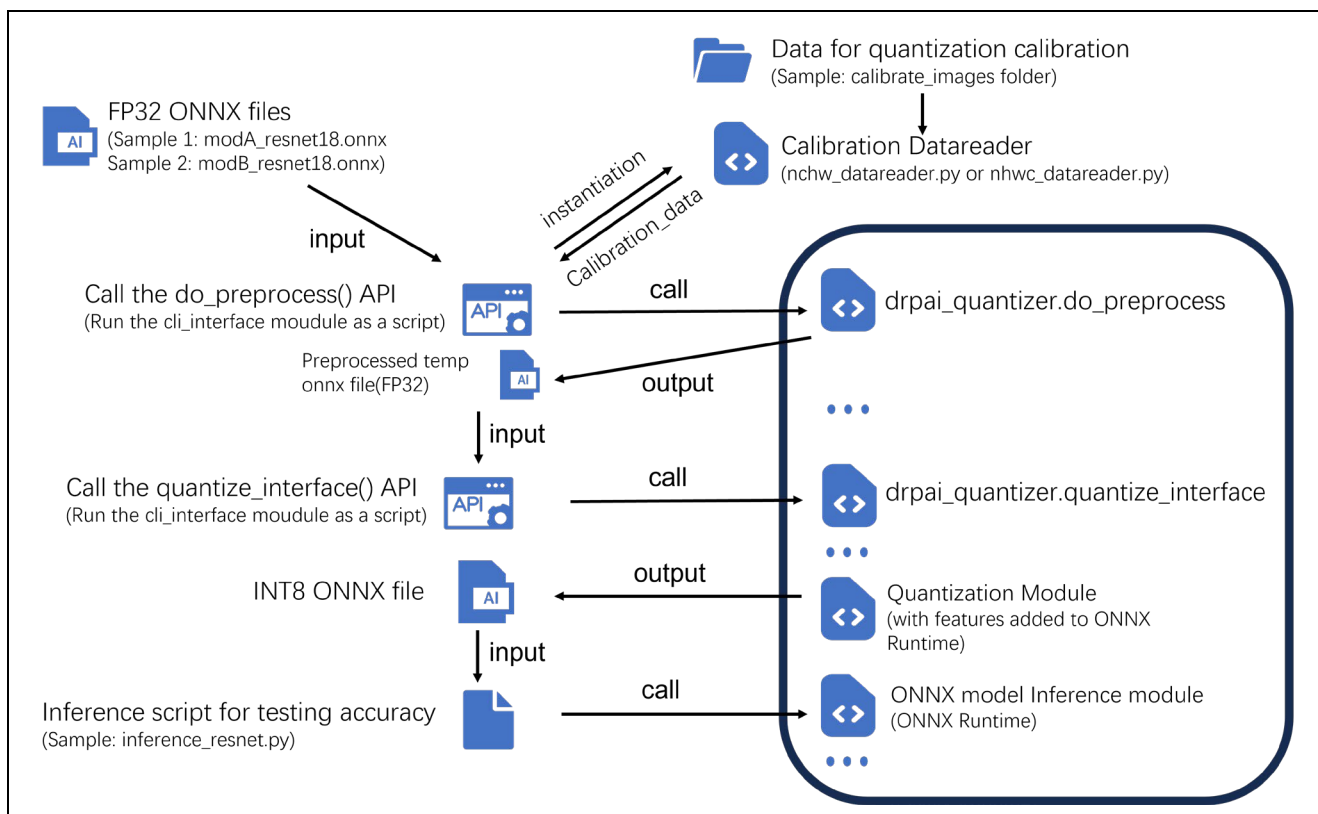 Data for quantization calibration
(Sample: calibrate_images folder)
FP32 ONNX files
(Sample 1: modA_resnet18.onnx
Sample 2: modB_resnet18.onnx)
AI
Calibration Datareader
(nchw_datareader.py or nhwc_datareader.py)
instantiation
Calibration_data
input
Call the do_preprocess() API
(Run the cli_interface moudule as a script)
API
call
drpai_quantizer.do_preprocess
Preprocessed temp
onnx file(FP32)
AI
output
input
Call the quantize_interface() API
(Run the cli_interface moudule as a script)
API
call
drpai_quantizer.quantize_interface
INT8 ONNX file
AI
output
Quantization Module
(with features added to ONNX
Runtime)
input
Inference script for testing accuracy
(Sample: inference_resnet.py)
call
ONNX model Inference module
(ONNX Runtime)